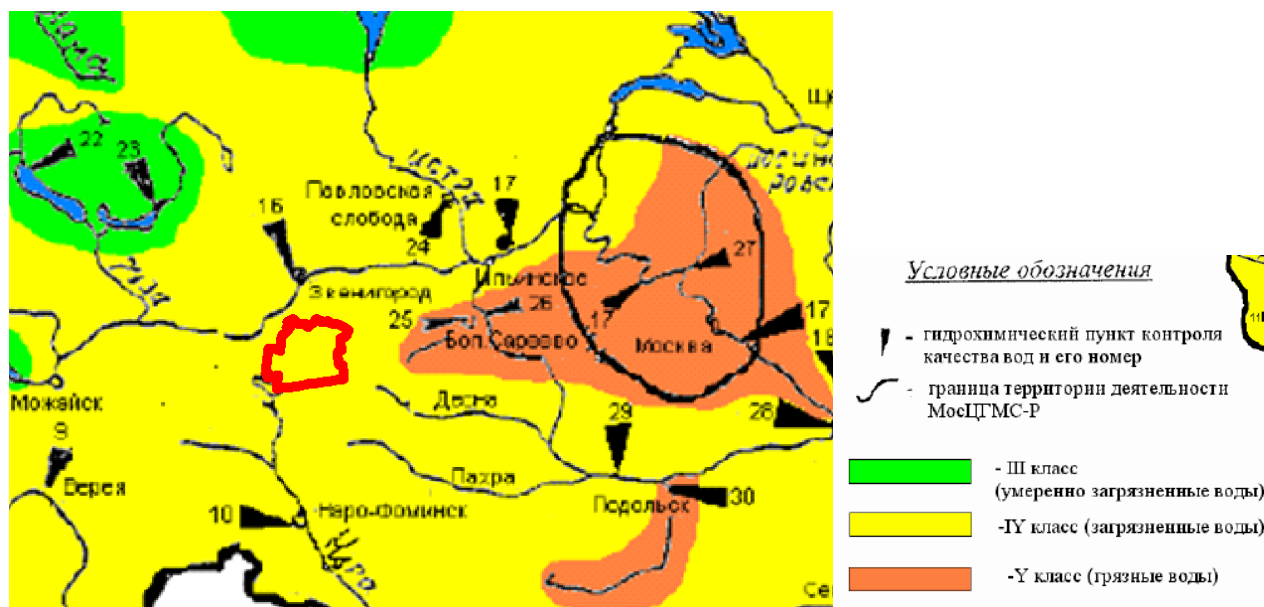 Лама
22
23
16
Павловская
слобода
Истра
17
24
Руза
Звенигород
Ильинское
25
26
27
17
Москва
17
18
Можайск
Десна
29
28
9
Верея
Пахра
Подольск
30
10
Наро-Фоминск
Нара
Условные обозначения
- гидрохимический пункт контроля
качества вод и его номер
- граница территории деятельности
МосЦГМС-Р
- III класс
(умеренно загрязненные воды)
-IY класс (загрязненные воды)
-Y класс (грязные воды)